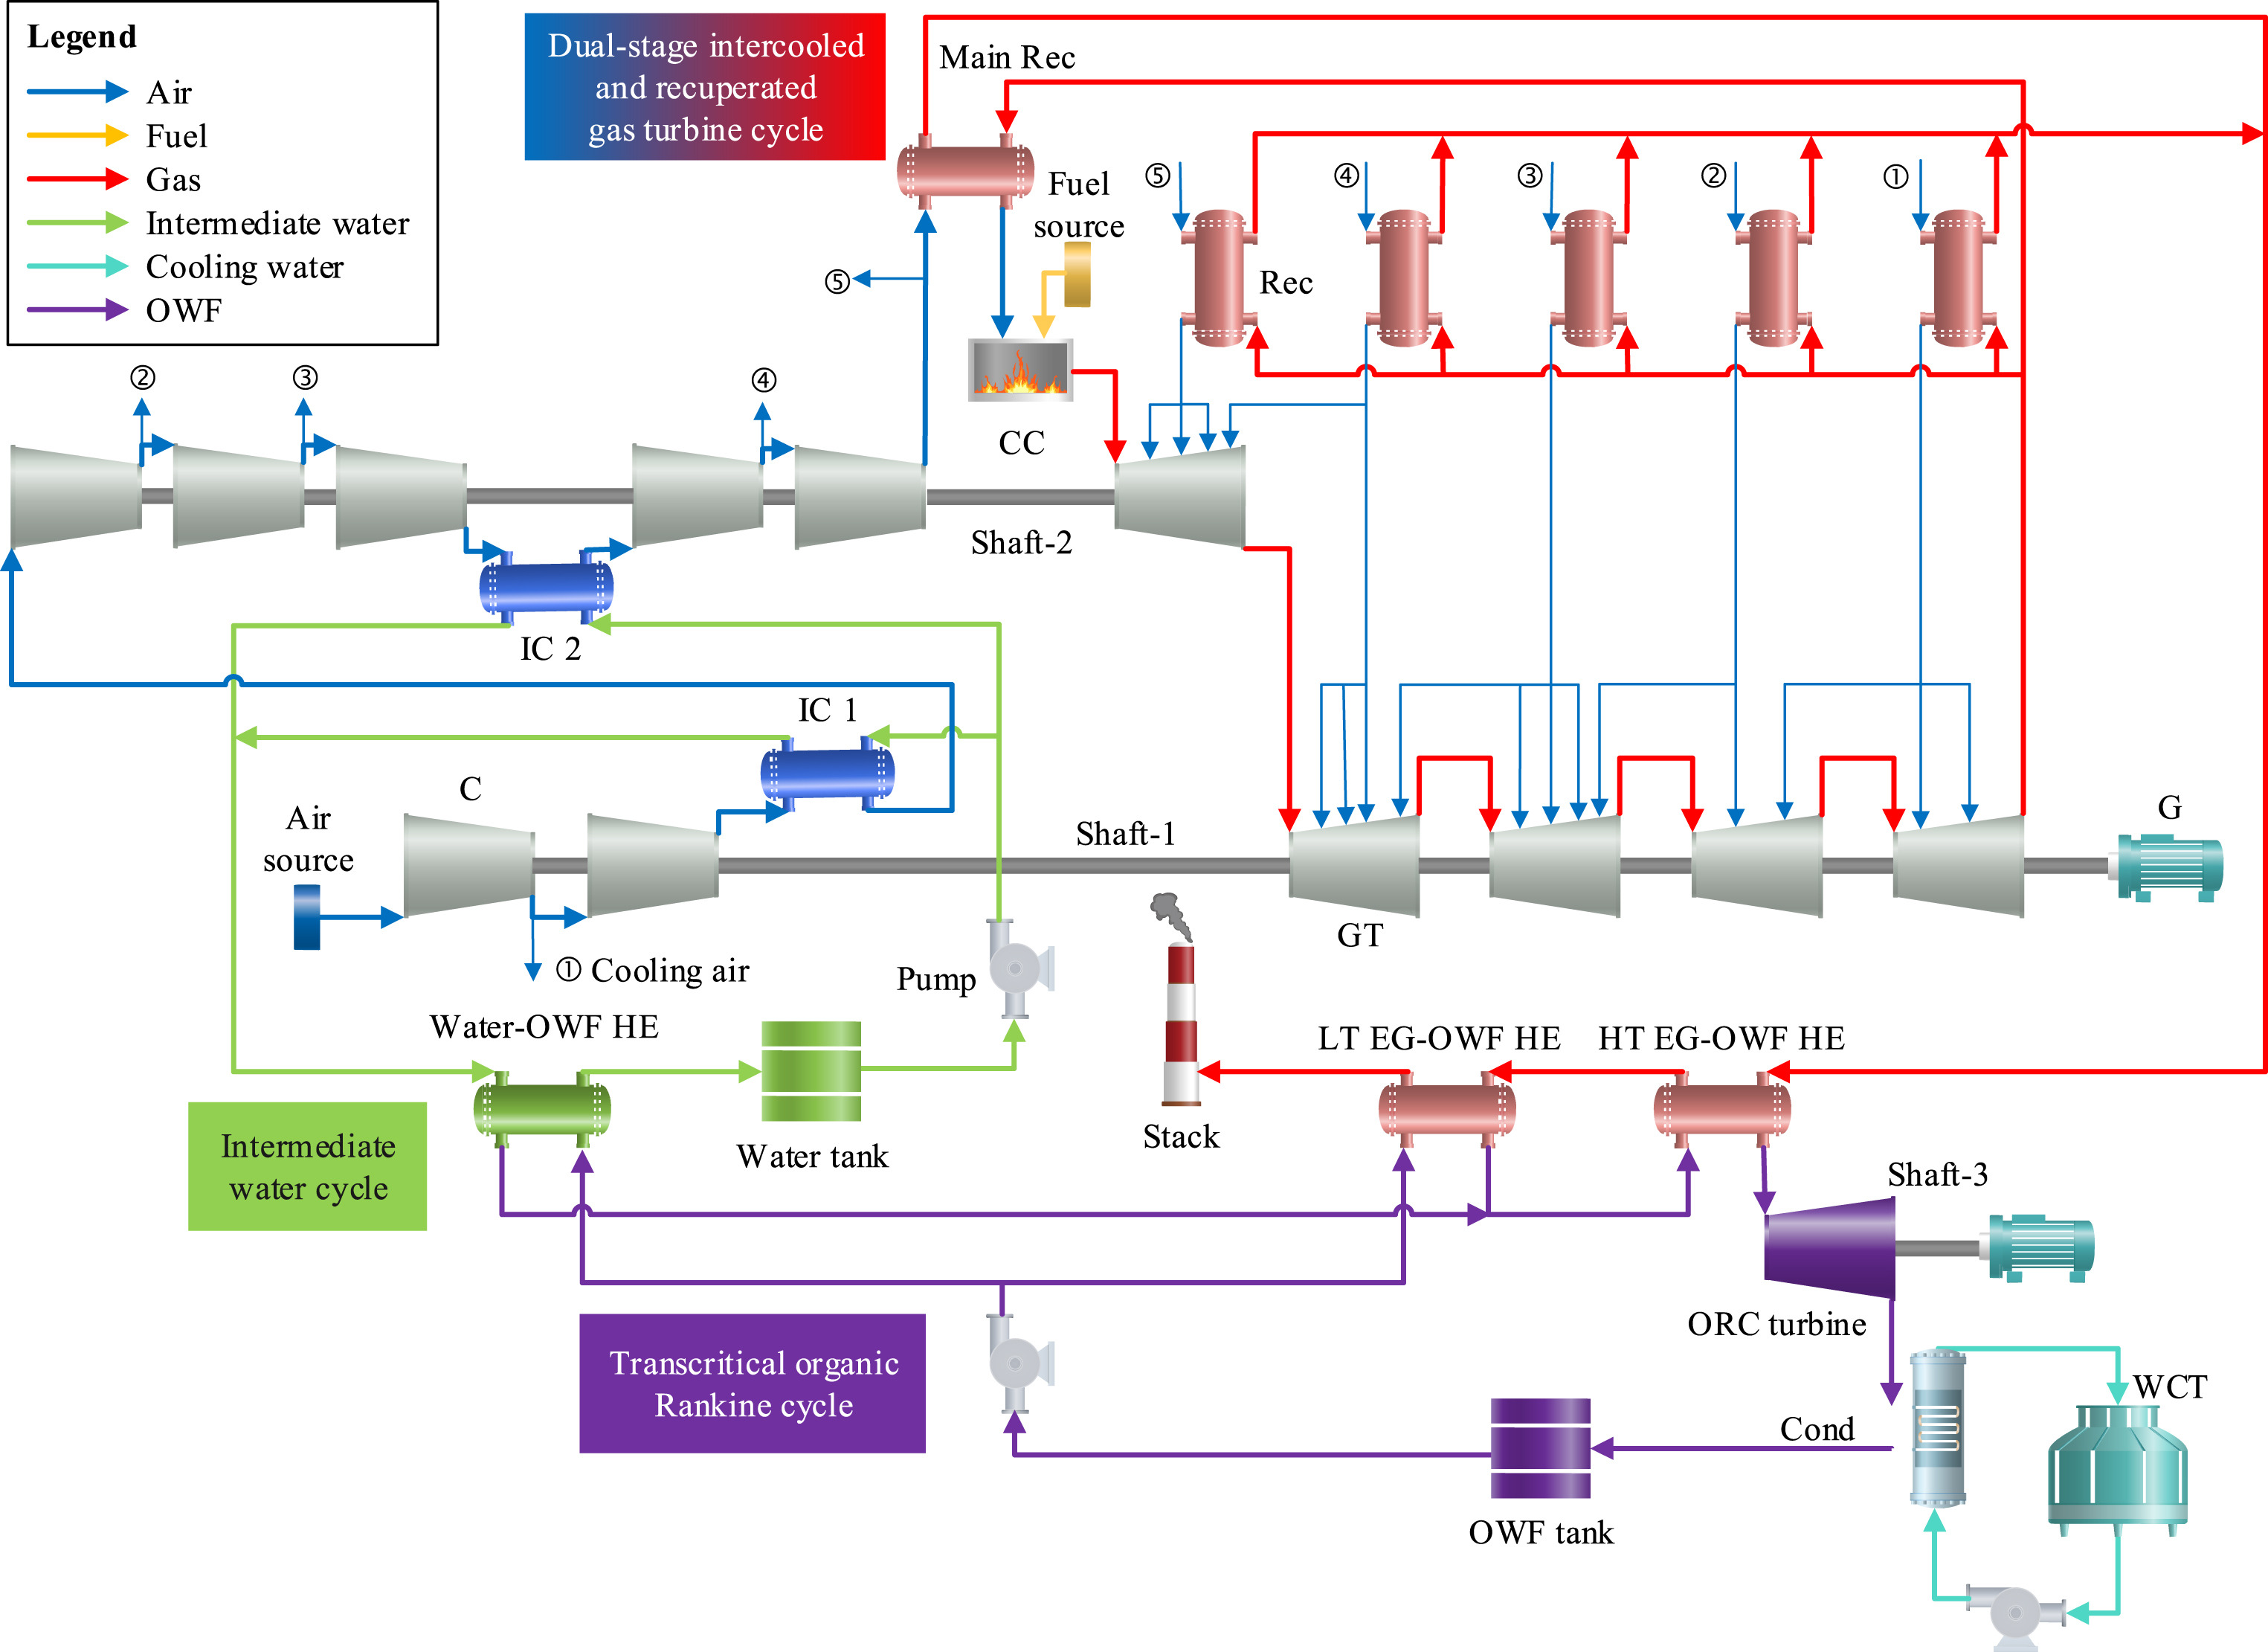 Legend
Air
Fuel
Gas
Intermediate water
Cooling water
OWF
Dual-stage intercooled
and recuperated
gas turbine cycle
Main Rec
Fuel
source
⑤
④
③
②
①
Rec
⑤
②
③
④
CC
Shaft-2
IC 2
IC 1
C
Air
source
Shaft-1
G
GT
① Cooling air
Pump
Water-OWF HE
LT EG-OWF HE
HT EG-OWF HE
Intermediate
water cycle
Water tank
Stack
Shaft-3
ORC turbine
Transcritical organic
Rankine cycle
WCT
Cond
OWF tank